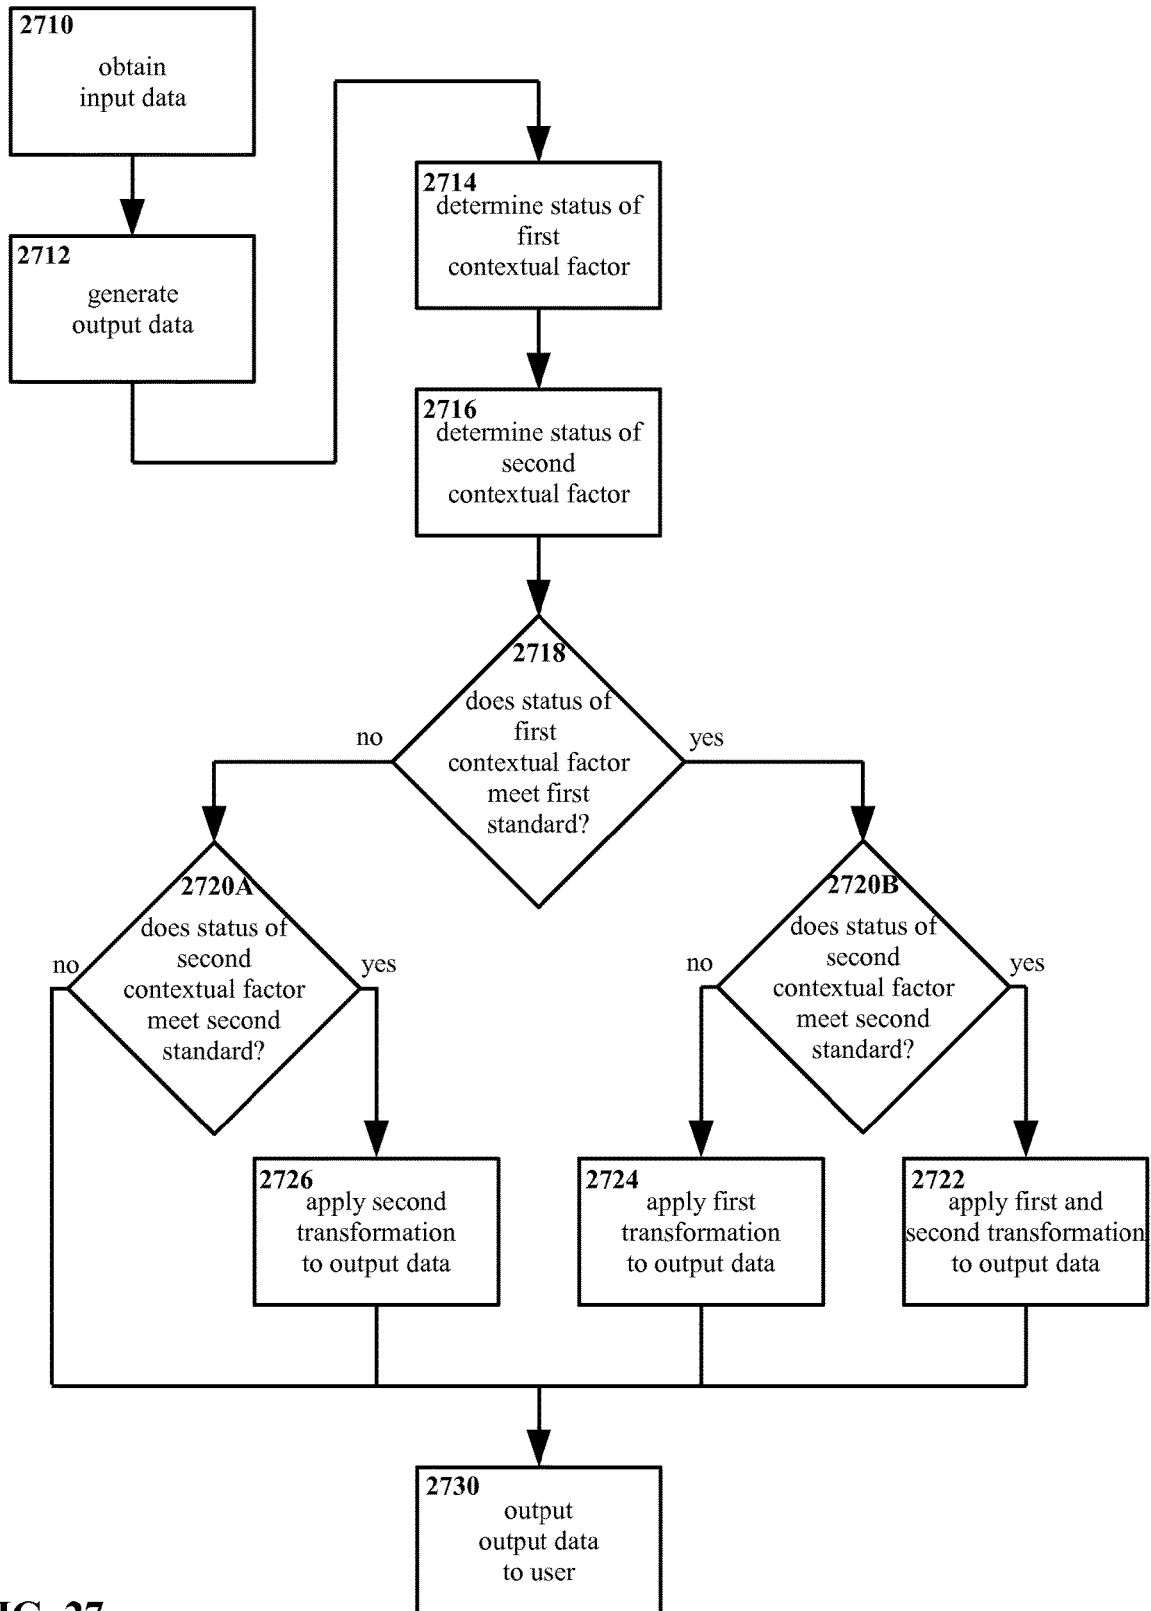 2710
obtain
input data
2712
generate
output data
2714
determine status of
first
contextual factor
2716
determine status of
second
contextual factor
2718
does status of
first
contextual factor
meet first
standard?
no
yes
2720A
does status of
second
contextual factor
meet second
standard?
no
yes
2720B
does status of
second
contextual factor
meet second
standard?
no
yes
2726
apply second
transformation
to output data
2724
apply first
transformation
to output data
2722
apply first and
second transformation
to output data
2730
output
output data
to user